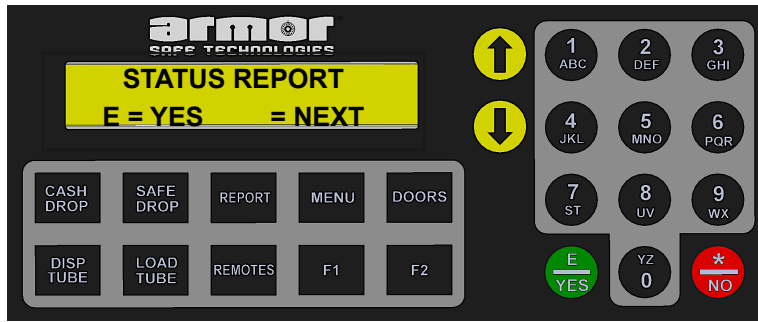 armor
SAFE TECHNOLOGIES
STATUS REPORT
E = YES = NEXT
CASH DROP
SAFE DROP
REPORT
MENU
DOORS
DISP TUBE
LOAD TUBE
REMOTES
F1
F2
1 ABC
2 DEF
3 GHI
4 JKL
5 MNO
6 PQR
7 ST
8 UV
9 WX
E YES
YZ 0
* NO